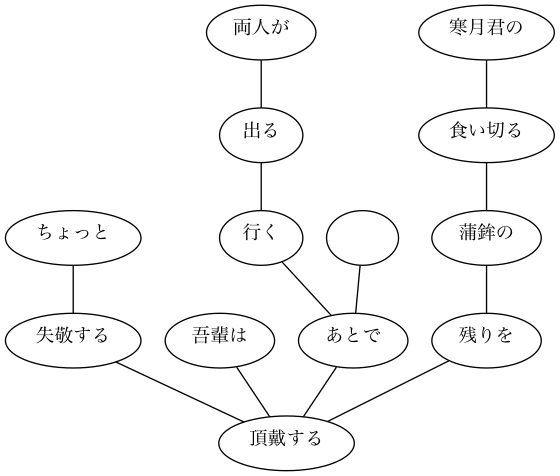 両人が
寒月君の
出る
食い切る
ちょっと
行く
蒲鉾の
失敬する
吾輩は
あとで
残りを
頂戴する